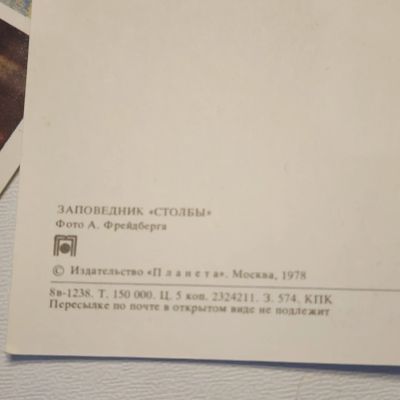 ЗАПОВЕДНИК «СТОЛБЫ»
Фото А. Фрейдберга
© Издательство «Планета». Москва, 1978
8в-1238. Т. 150 000. Ц. 5 коп. 2324211. З. 574. КПК
Пересылке по почте в открытом виде не подлежит